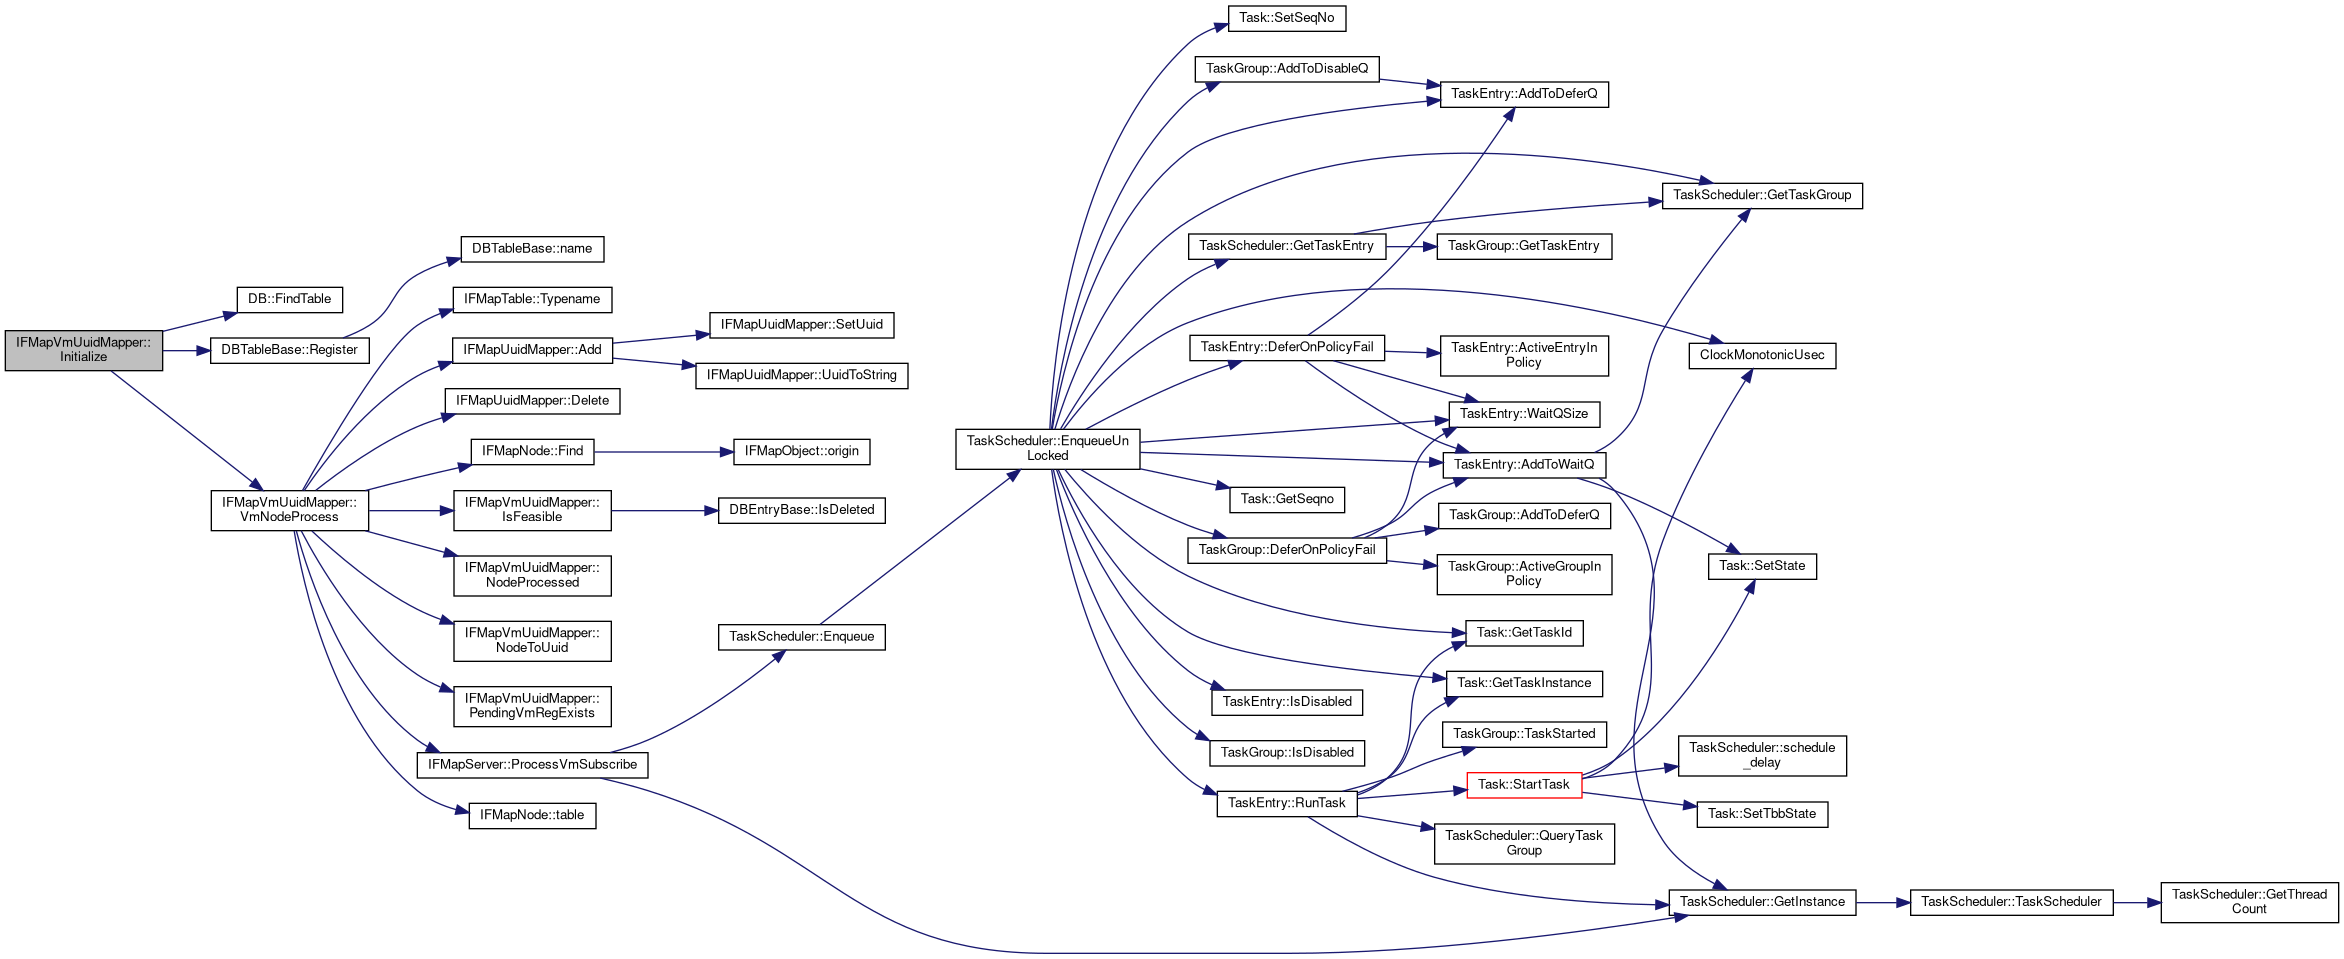 IFMapVmUuidMapper::
Initialize
DB::FindTable
DBTableBase::Register
DBTableBase::name
IFMapVmUuidMapper::
VmNodeProcess
IFMapTable::Typename
IFMapUuidMapper::Add
IFMapUuidMapper::SetUuid
IFMapUuidMapper::UuidToString
IFMapUuidMapper::Delete
IFMapNode::Find
IFMapObject::origin
IFMapVmUuidMapper::
IsFeasible
DBEntryBase::IsDeleted
IFMapVmUuidMapper::
NodeProcessed
IFMapVmUuidMapper::
NodeToUuid
IFMapVmUuidMapper::
PendingVmRegExists
IFMapServer::ProcessVmSubscribe
IFMapNode::table
TaskScheduler::Enqueue
TaskScheduler::EnqueueUn
Locked
Task::SetSeqNo
TaskGroup::AddToDisableQ
TaskEntry::AddToDeferQ
TaskScheduler::GetTaskGroup
TaskScheduler::GetTaskEntry
TaskGroup::GetTaskEntry
TaskEntry::DeferOnPolicyFail
TaskEntry::ActiveEntryIn
Policy
ClockMonotonicUsec
TaskEntry::WaitQSize
TaskEntry::AddToWaitQ
Task::GetSeqno
TaskGroup::DeferOnPolicyFail
TaskGroup::AddToDeferQ
TaskGroup::ActiveGroupIn
Policy
Task::SetState
Task::GetTaskId
Task::GetTaskInstance
TaskEntry::IsDisabled
TaskGroup::IsDisabled
TaskGroup::TaskStarted
TaskEntry::RunTask
Task::StartTask
TaskScheduler::schedule
_delay
Task::SetTbbState
TaskScheduler::QueryTask
Group
TaskScheduler::GetInstance
TaskScheduler::TaskScheduler
TaskScheduler::GetThread
Count